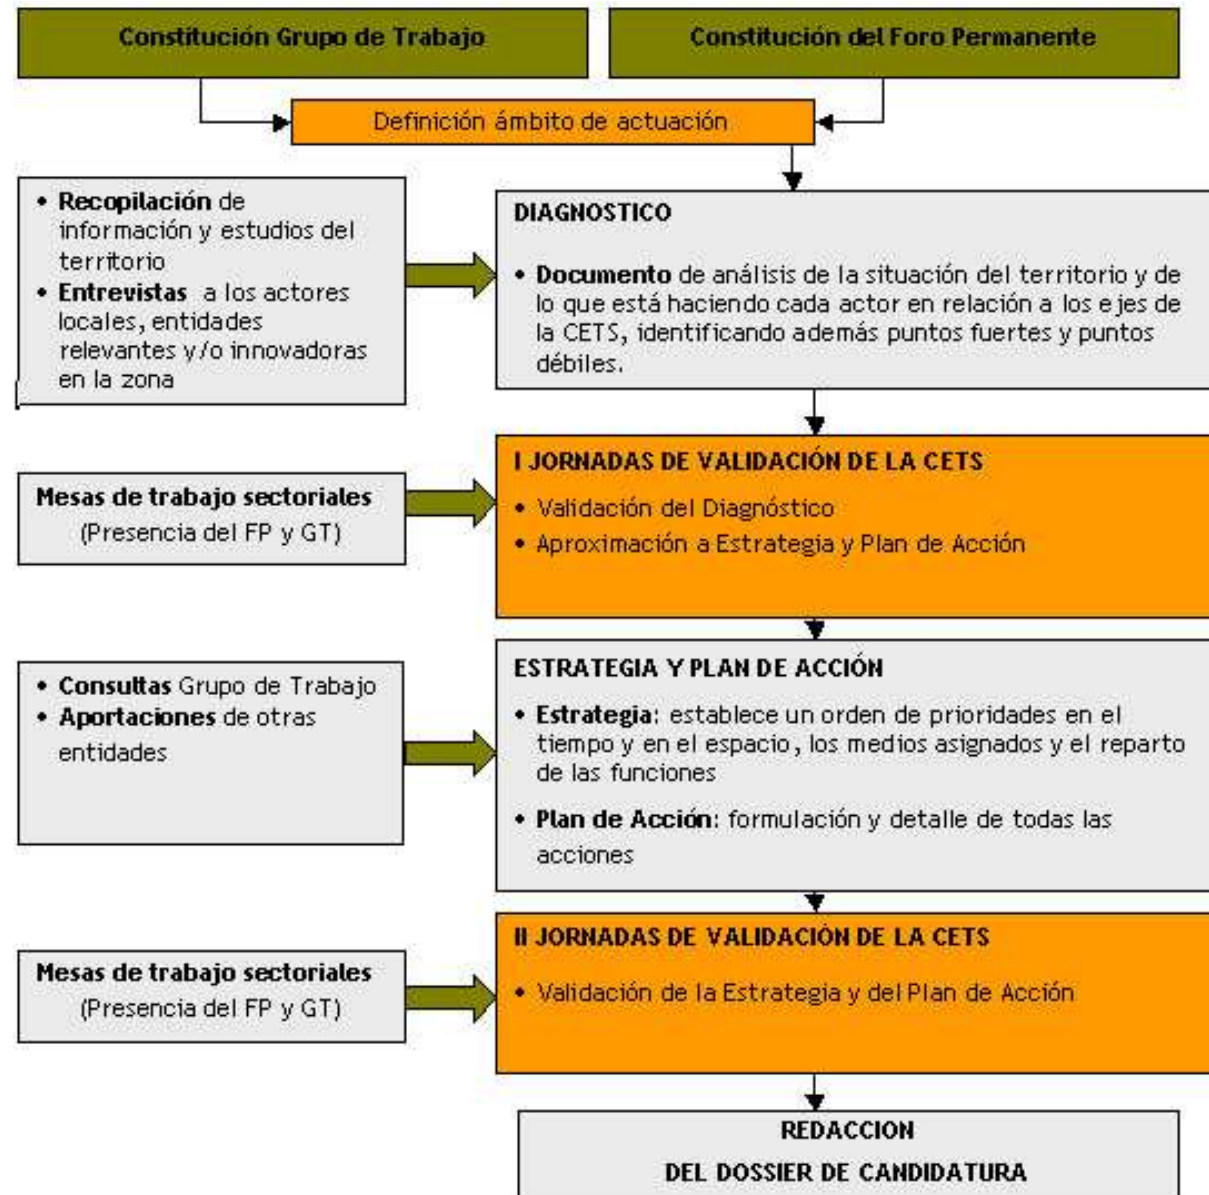 Constitución Grupo de Trabajo
Constitución del Foro Permanente
Definición ámbito de actuación
• Recopilación de
información y estudios del
territorio
• Entrevistas a los actores
locales, entidades
relevantes y/o innovadoras
en la zona
DIAGNOSTICO
• Documento de análisis de la situación del territorio y de
lo que está haciendo cada actor en relación a los ejes de
la CETS, identificando además puntos fuertes y puntos
débiles.
Mesas de trabajo sectoriales
(Presencia del FP y GT)
I JORNADAS DE VALIDACIÓN DE LA CETS
• Validación del Diagnóstico
• Aproximación a Estrategia y Plan de Acción
• Consultas Grupo de Trabajo
• Aportaciones de otras
entidades
ESTRATEGIA Y PLAN DE ACCIÓN
• Estrategia: establece un orden de prioridades en el
tiempo y en el espacio, los medios asignados y el reparto
de las funciones
• Plan de Acción: formulación y detalle de todas las
acciones
Mesas de trabajo sectoriales
(Presencia del FP y GT)
II JORNADAS DE VALIDACIÓN DE LA CETS
• Validación de la Estrategia y del Plan de Acción
REDACCION
DEL DOSSIER DE CANDIDATURA